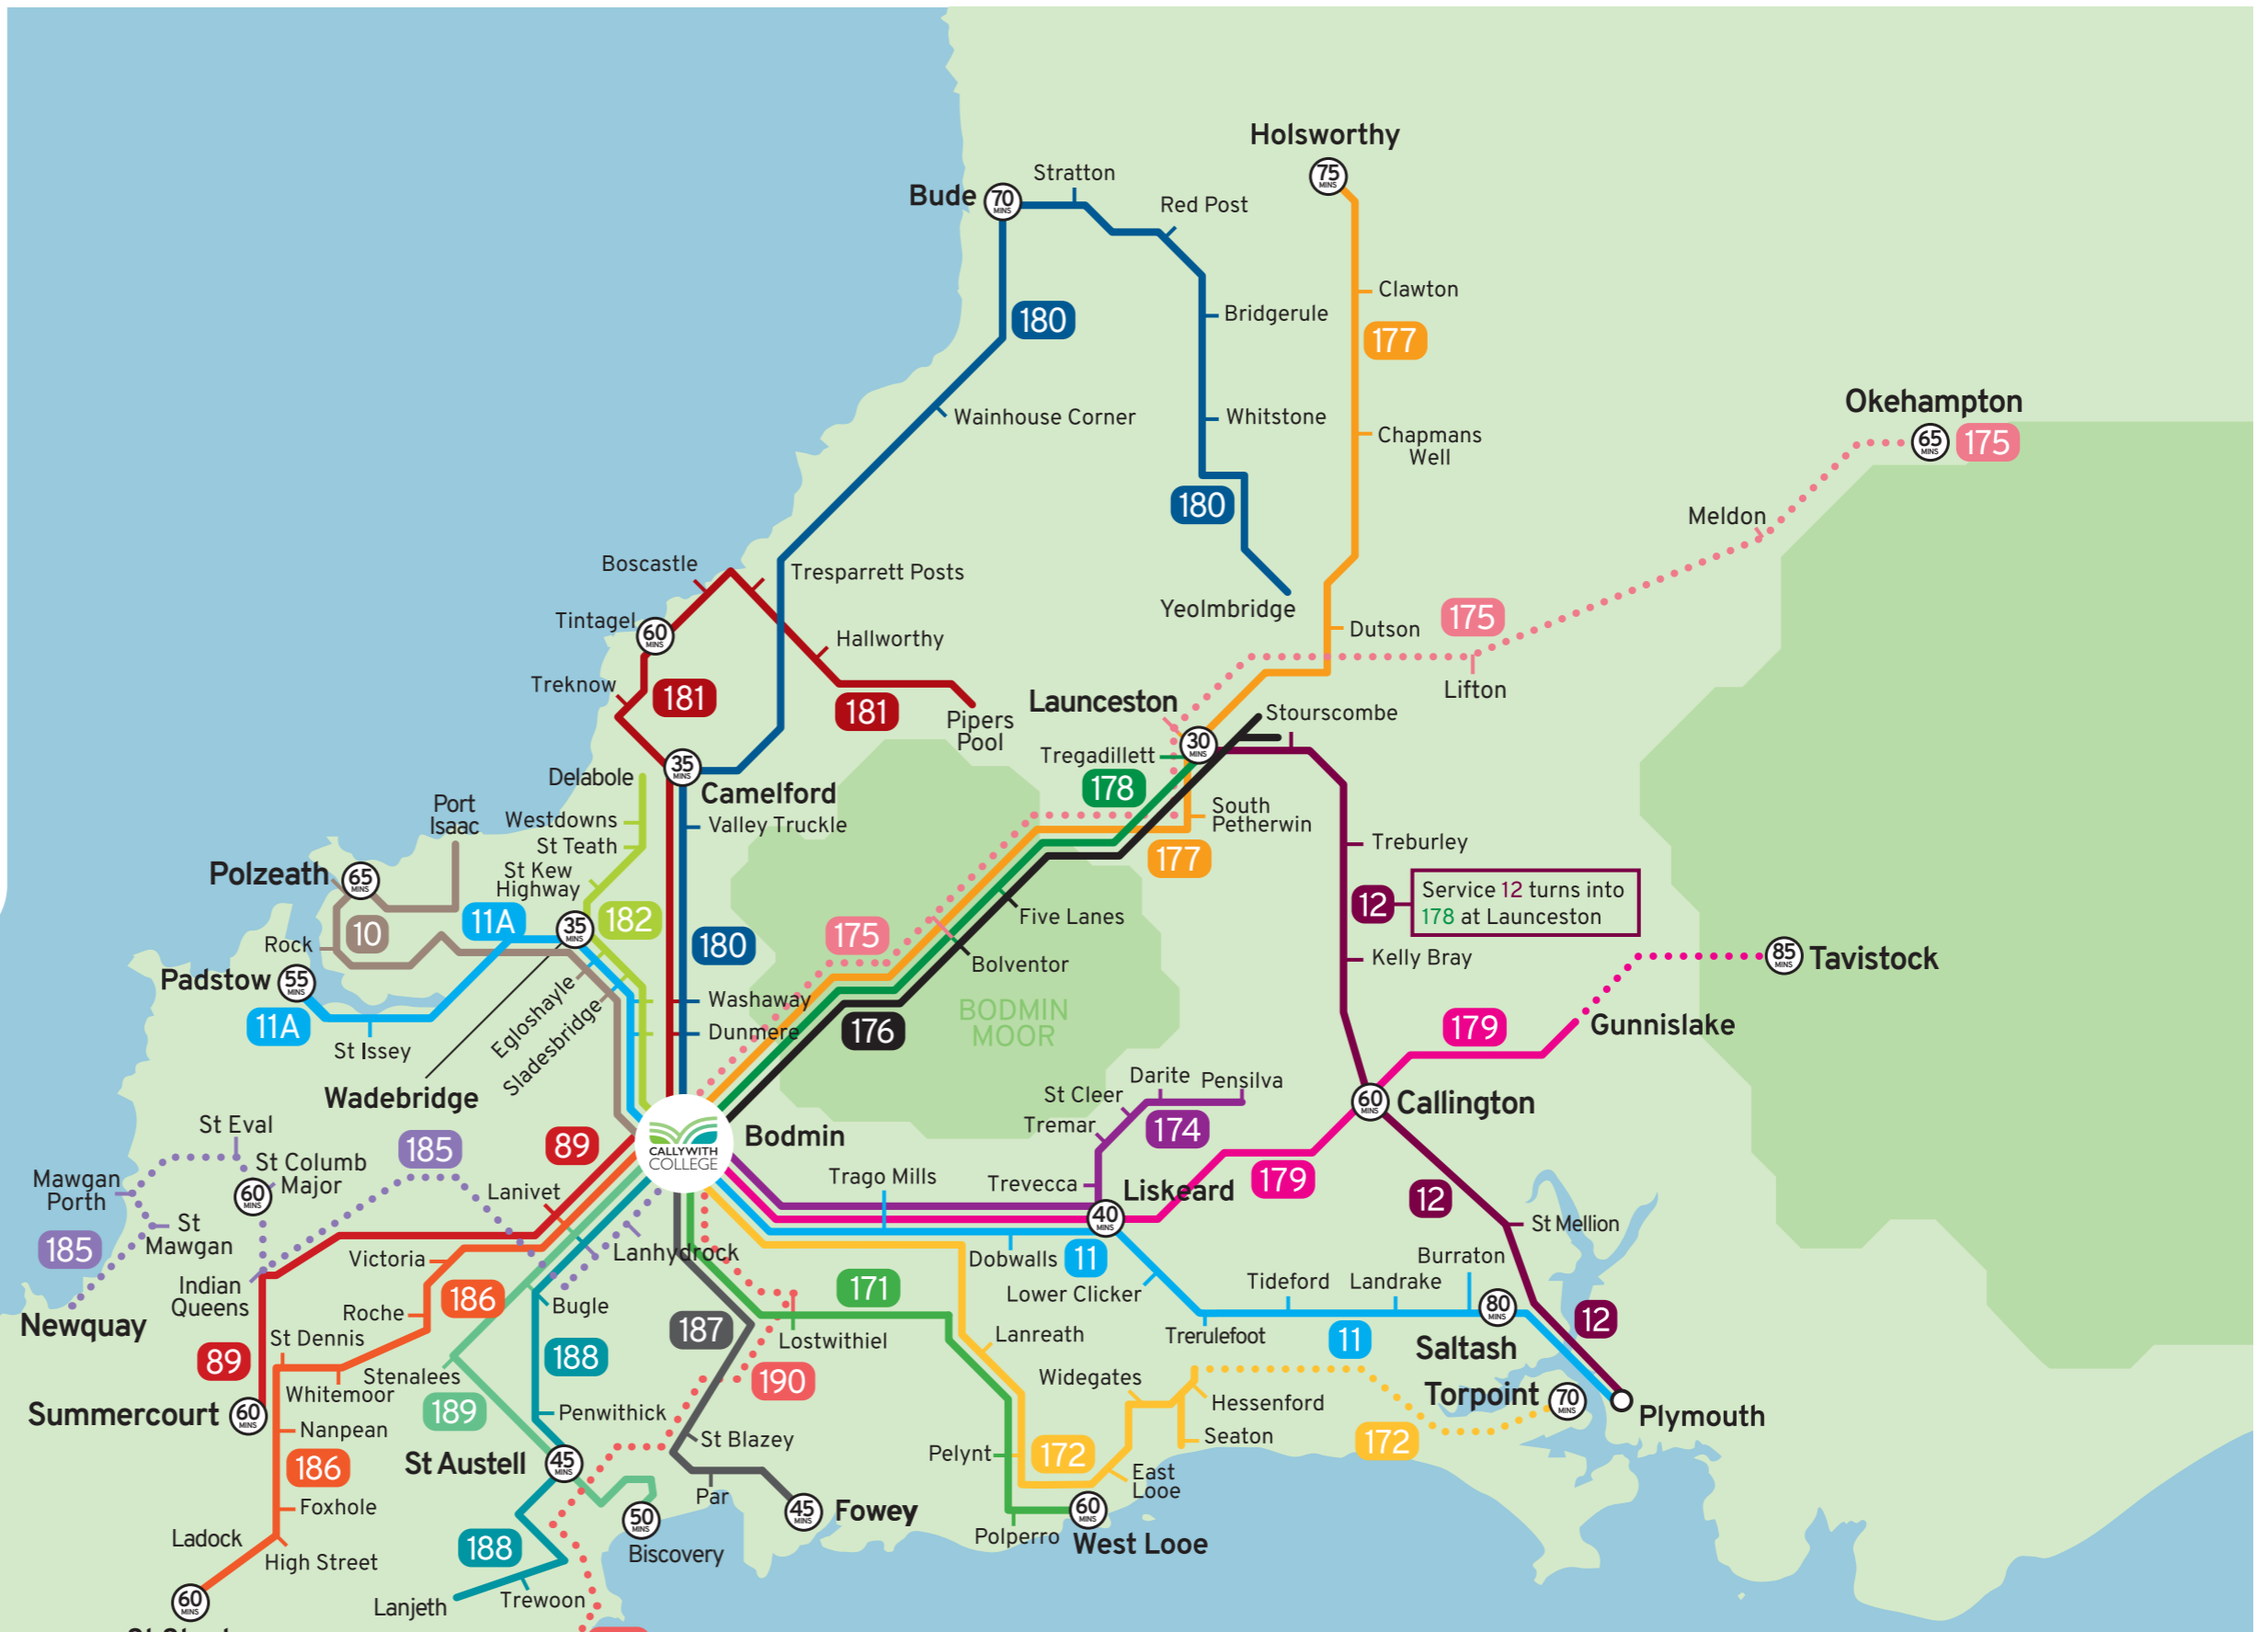 Holsworthy
75
MINS
Stratton
Bude
70
MINS
Red Post
Clawton
Bridgerule
180
177
Okehampton
Wainhouse Corner
Whitstone
Chapmans
Well
65
MINS
175
180
Meldon
Boscastle
Tresparrett Posts
Yeolmbridge
175
Tintagel
60
MINS
Dutson
Hallworthy
Treknow
181
Lifton
181
Launceston
Stourscombe
Pipers
Pool
30
MINS
Tregadillett
35
MINS
Delabole
178
Camelford
Port
Isaac
South
Petherwin
Westdowns
Valley Truckle
St Teath
Treburley
177
Polzeath
65
MINS
St Kew
Highway
Service 12 turns into
178 at Launceston
12
Five Lanes
11A
182
10
35
MINS
175
Rock
180
Kelly Bray
Bolventor
85
MINS
Tavistock
Padstow
55
MINS
Egloshayle
Sladesbridge
Washaway
BODMIN
MOOR
11A
Dunmere
176
179
Gunnislake
St Issey
Wadebridge
Darite
Pensilva
St Cleer
60
MINS
Callington
St Eval
Tremar
174
185
89
CALLYWITH
COLLEGE
Bodmin
St Columb
Major
Mawgan
Porth
60
MINS
Lanivet
Trago Mills
Trevecca
Liskeard
179
12
St
Mawgan
40
MINS
St Mellion
185
Victoria
Lanhydrock
Dobwalls
11
Burraton
Indian
Queens
Lower Clicker
Tideford
Landrake
171
186
Bugle
80
MINS
Roche
12
Newquay
187
Lostwithiel
Lanreath
Trerulefoot
11
Saltash
St Dennis
89
188
Stenalees
Widegates
190
Whitemoor
Hessenford
Torpoint
70
MINS
Summercourt
60
MINS
189
Penwithick
Plymouth
Nanpean
St Blazey
Seaton
172
Pelynt
172
186
St Austell
45
MINS
East
Looe
Par
Foxhole
45
MINS
Fowey
60
MINS
50
MINS
Ladock
Polperro
West Looe
188
Biscovery
High Street
60
MINS
Trewoon
Lanjeth